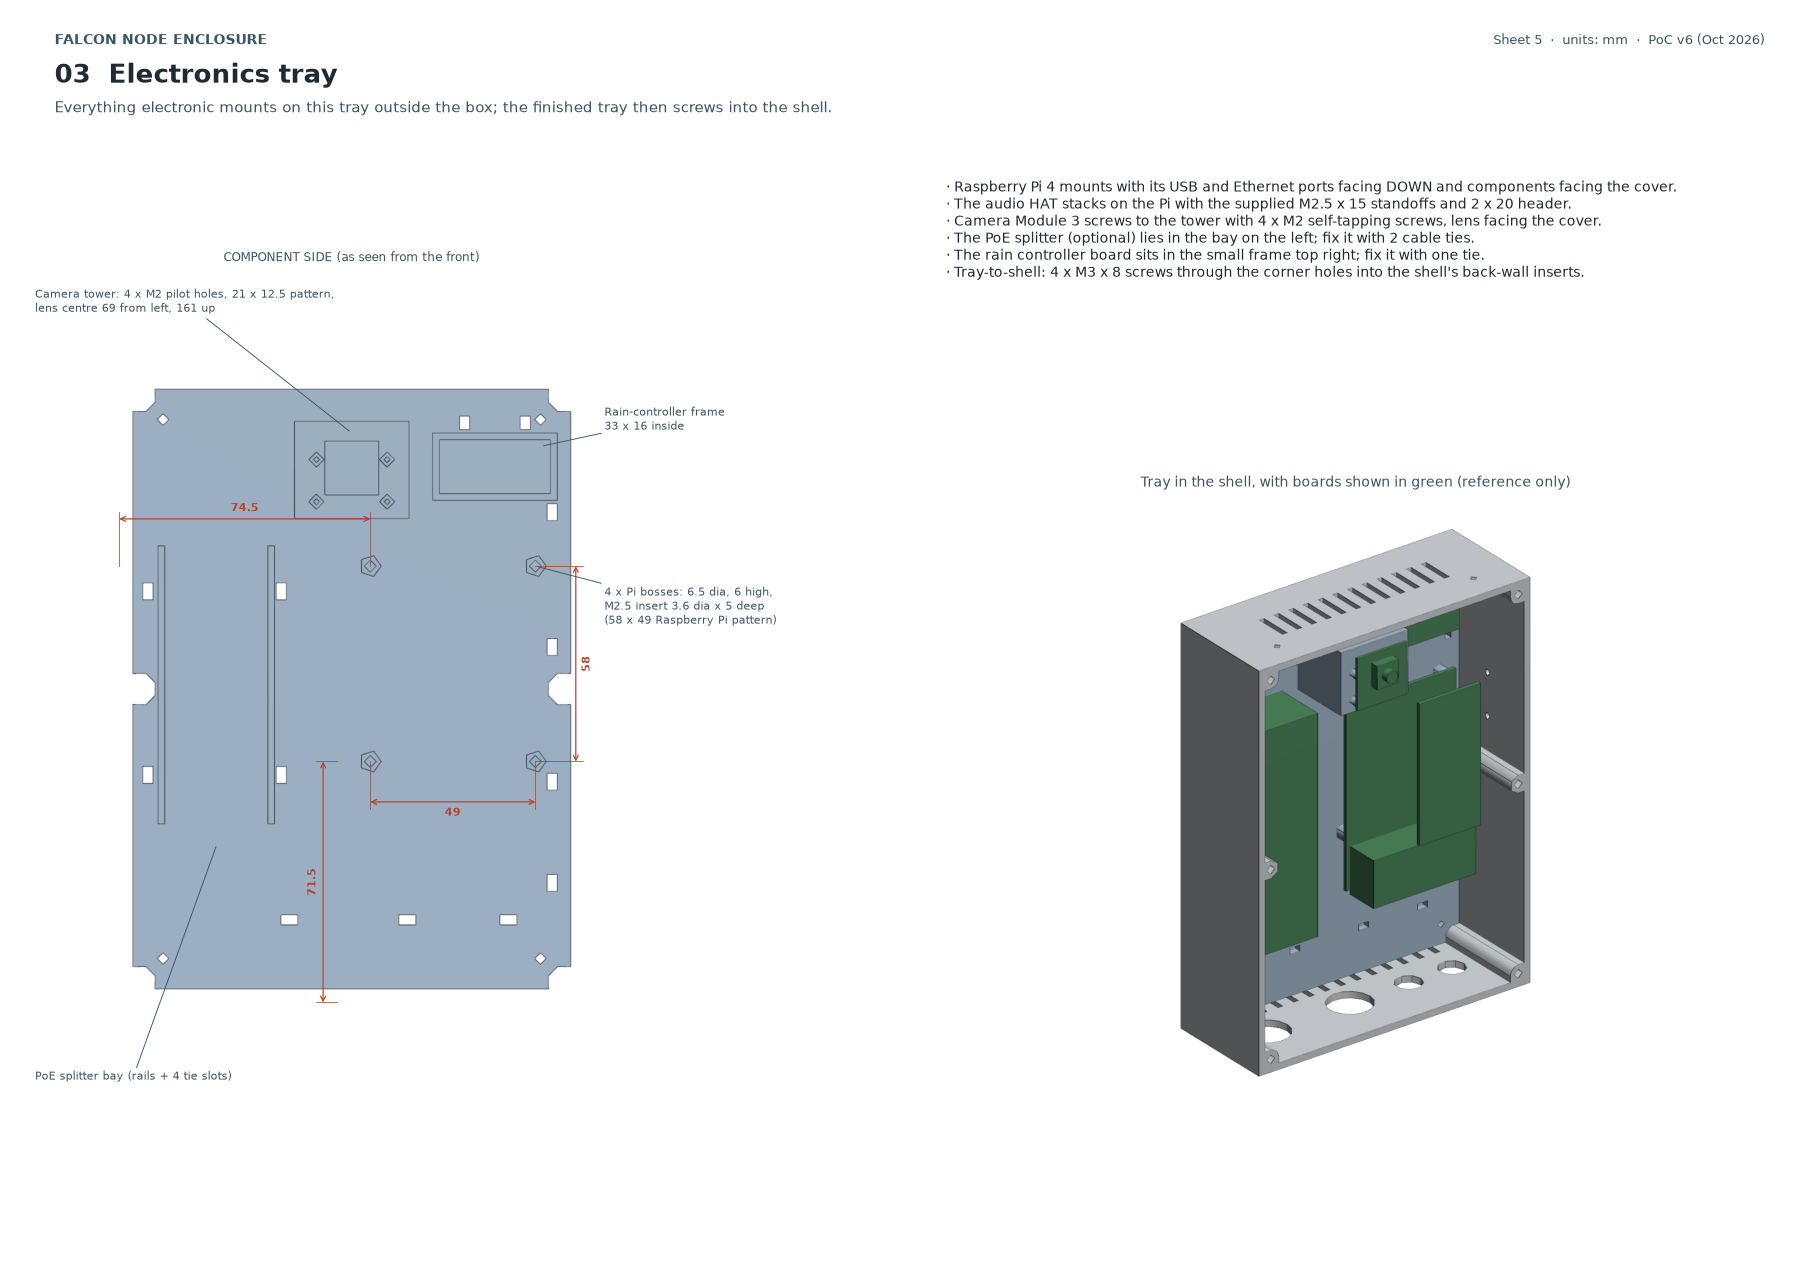 FALCON NODE ENCLOSURE
Sheet 5 · units: mm · PoC v6 (Oct 2026)
03 Electronics tray
Everything electronic mounts on this tray outside the box; the finished tray then screws into the shell.
· Raspberry Pi 4 mounts with its USB and Ethernet ports facing DOWN and components facing the cover.
· The audio HAT stacks on the Pi with the supplied M2.5 x 15 standoffs and 2 x 20 header.
· Camera Module 3 screws to the tower with 4 x M2 self-tapping screws, lens facing the cover.
· The PoE splitter (optional) lies in the bay on the left; fix it with 2 cable ties.
· The rain controller board sits in the small frame top right; fix it with one tie.
· Tray-to-shell: 4 x M3 x 8 screws through the corner holes into the shell's back-wall inserts.
COMPONENT SIDE (as seen from the front)
Camera tower: 4 x M2 pilot holes, 21 x 12.5 pattern,
lens centre 69 from left, 161 up
Rain-controller frame
33 x 16 inside
74.5
4 x Pi bosses: 6.5 dia, 6 high,
M2.5 insert 3.6 dia x 5 deep
(58 x 49 Raspberry Pi pattern)
58
49
71.5
PoE splitter bay (rails + 4 tie slots)
Tray in the shell, with boards shown in green (reference only)